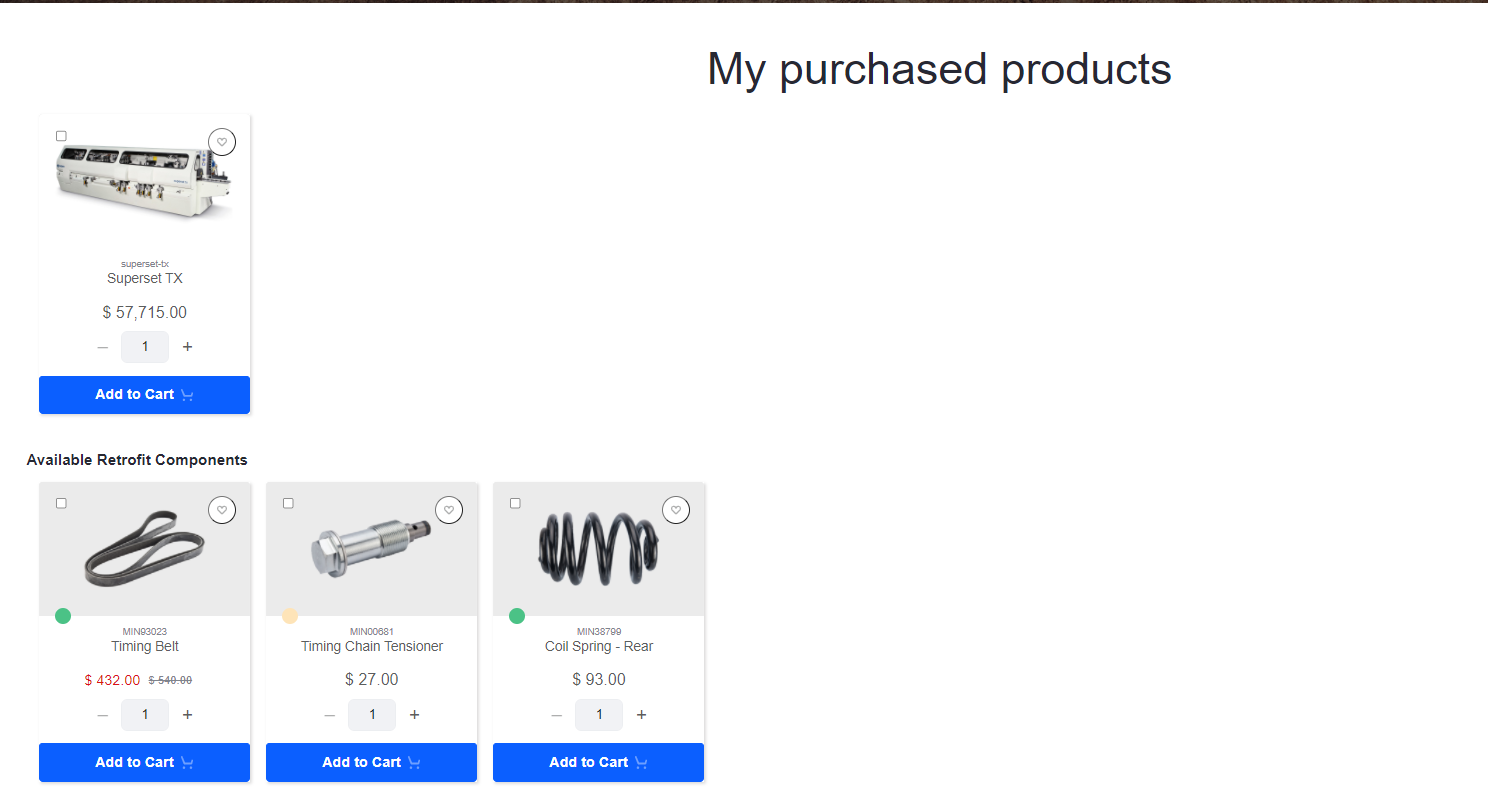 My purchased products
superset-tx
Superset TX
$ 57,715.00
— 1 +
Add to Cart
Available Retrofit Components
MIN93023
Timing Belt
$ 432.00 $ 540.00
— 1 +
Add to Cart
MIN00681
Timing Chain Tensioner
$ 27.00
— 1 +
Add to Cart
MIN38799
Coil Spring - Rear
$ 93.00
— 1 +
Add to Cart